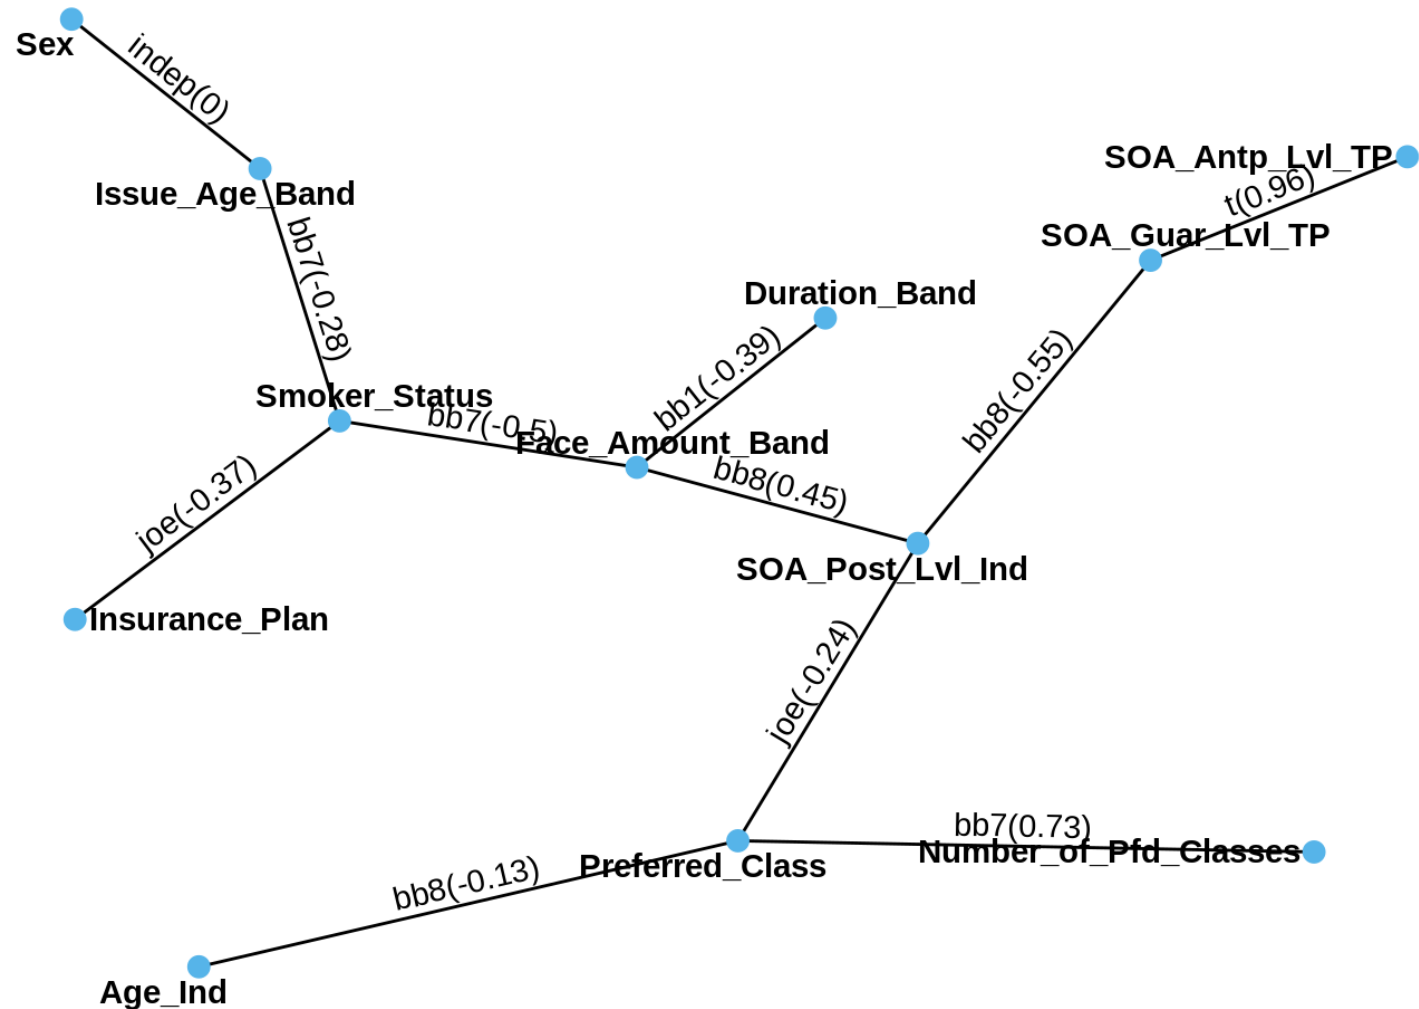 Sex
indep(0)
Issue_Age_Band
SOA_Antp_Lvl_TP
t(0.96)
SOA_Guar_Lvl_TP
bb7(-0.28)
Duration_Band
bb1(-0.39)
bb8(-0.55)
Smoker_Status
bb7(-0.5)
Face_Amount_Band
bb8(0.45)
joe(-0.37)
SOA_Post_Lvl_Ind
Insurance_Plan
joe(-0.24)
bb7(0.73)
Number_of_Pfd_Classes
Preferred_Class
bb8(-0.13)
Age_Ind